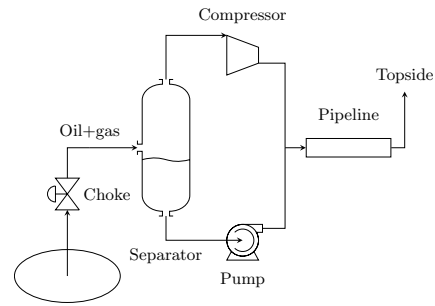 Compressor
Topside
Pipeline
Oil+gas
Choke
Separator
Pump